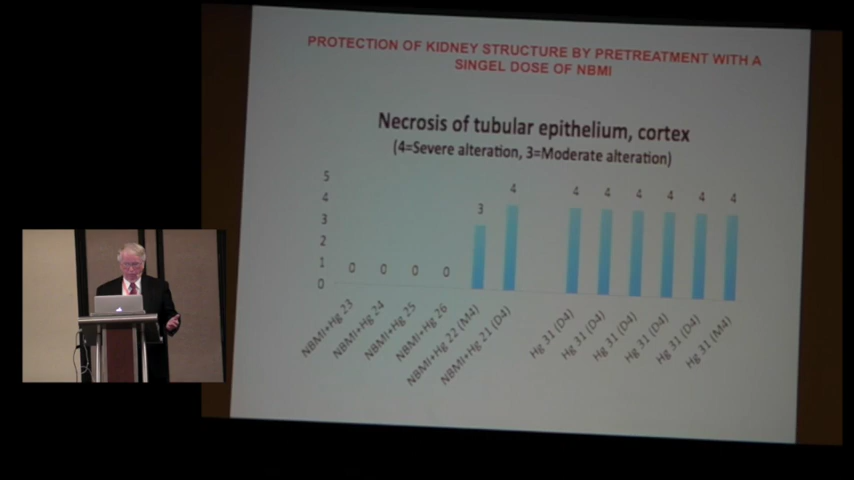 PROTECTION OF KIDNEY STRUCTURE BY PRETREATMENT WITH A
SINGEL DOSE OF NBMI
Necrosis of tubular epithelium, cortex
(4=Severe alteration, 3=Moderate alteration)
5
4
3
2
1
0
0
0
0
0
3
4
4
4
4
4
4
4
NBMI+Hg 23
NBMI+Hg 24
NBMI+Hg 25
NBMI+Hg 26
NBMI+Hg 22 (M4)
NBMI+Hg 21 (D4)
Hg 31 (D4)
Hg 31 (D4)
Hg 31 (D4)
Hg 31 (D4)
Hg 31 (D4)
Hg 31 (M4)